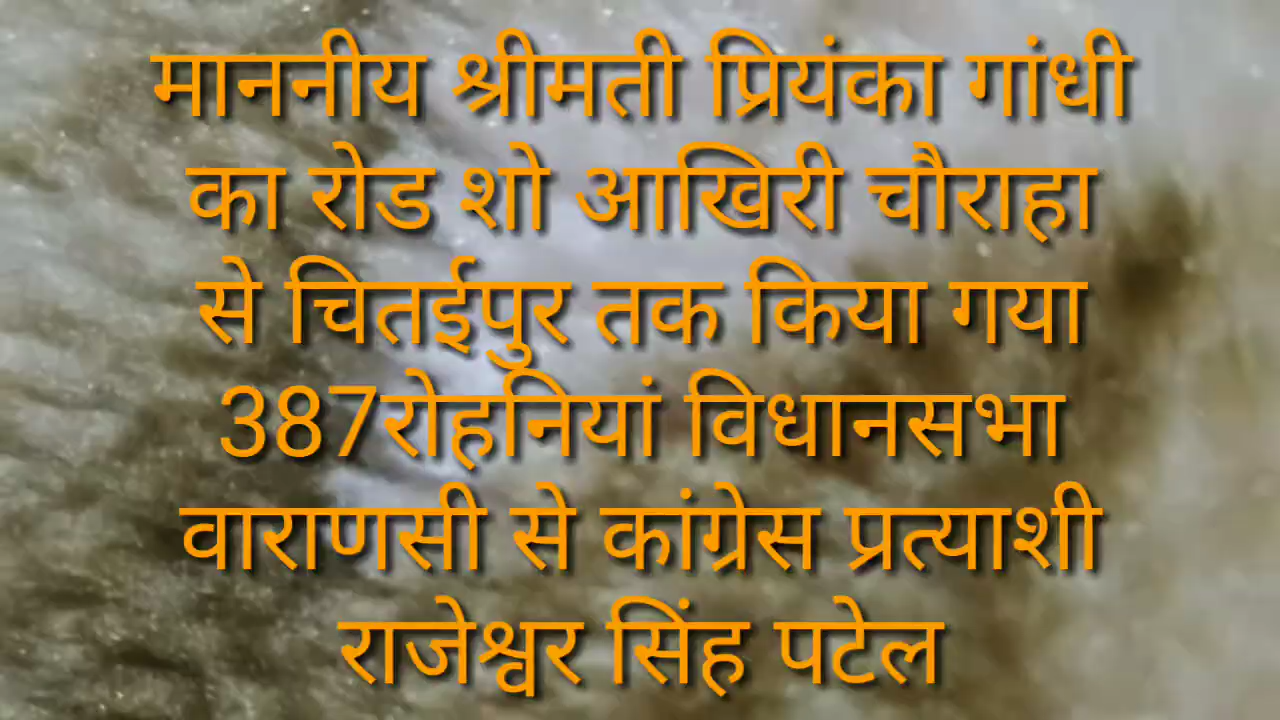 माननीय श्रीमती प्रियंका गांधी
का रोड शो आखिरी चौराहा
से चितईपुर तक किया गया
387रोहनियां विधानसभा
वाराणसी से कांग्रेस प्रत्याशी
राजेश्वर सिंह पटेल